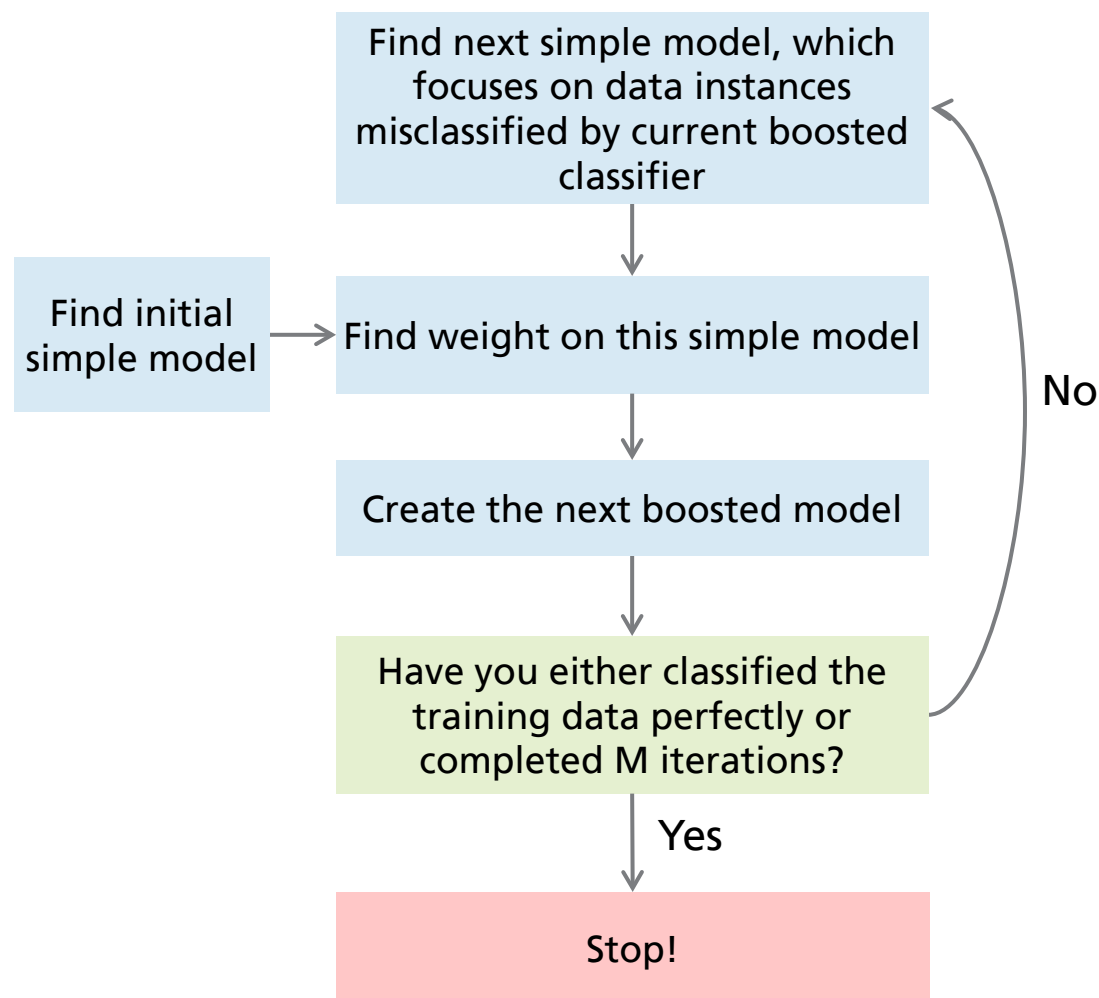 Find next simple model, which
focuses on data instances
misclassified by current boosted
classifier
Find initial
simple model
Find weight on this simple model
No
Create the next boosted model
Have you either classified the
training data perfectly or
completed M iterations?
Yes
Stop!